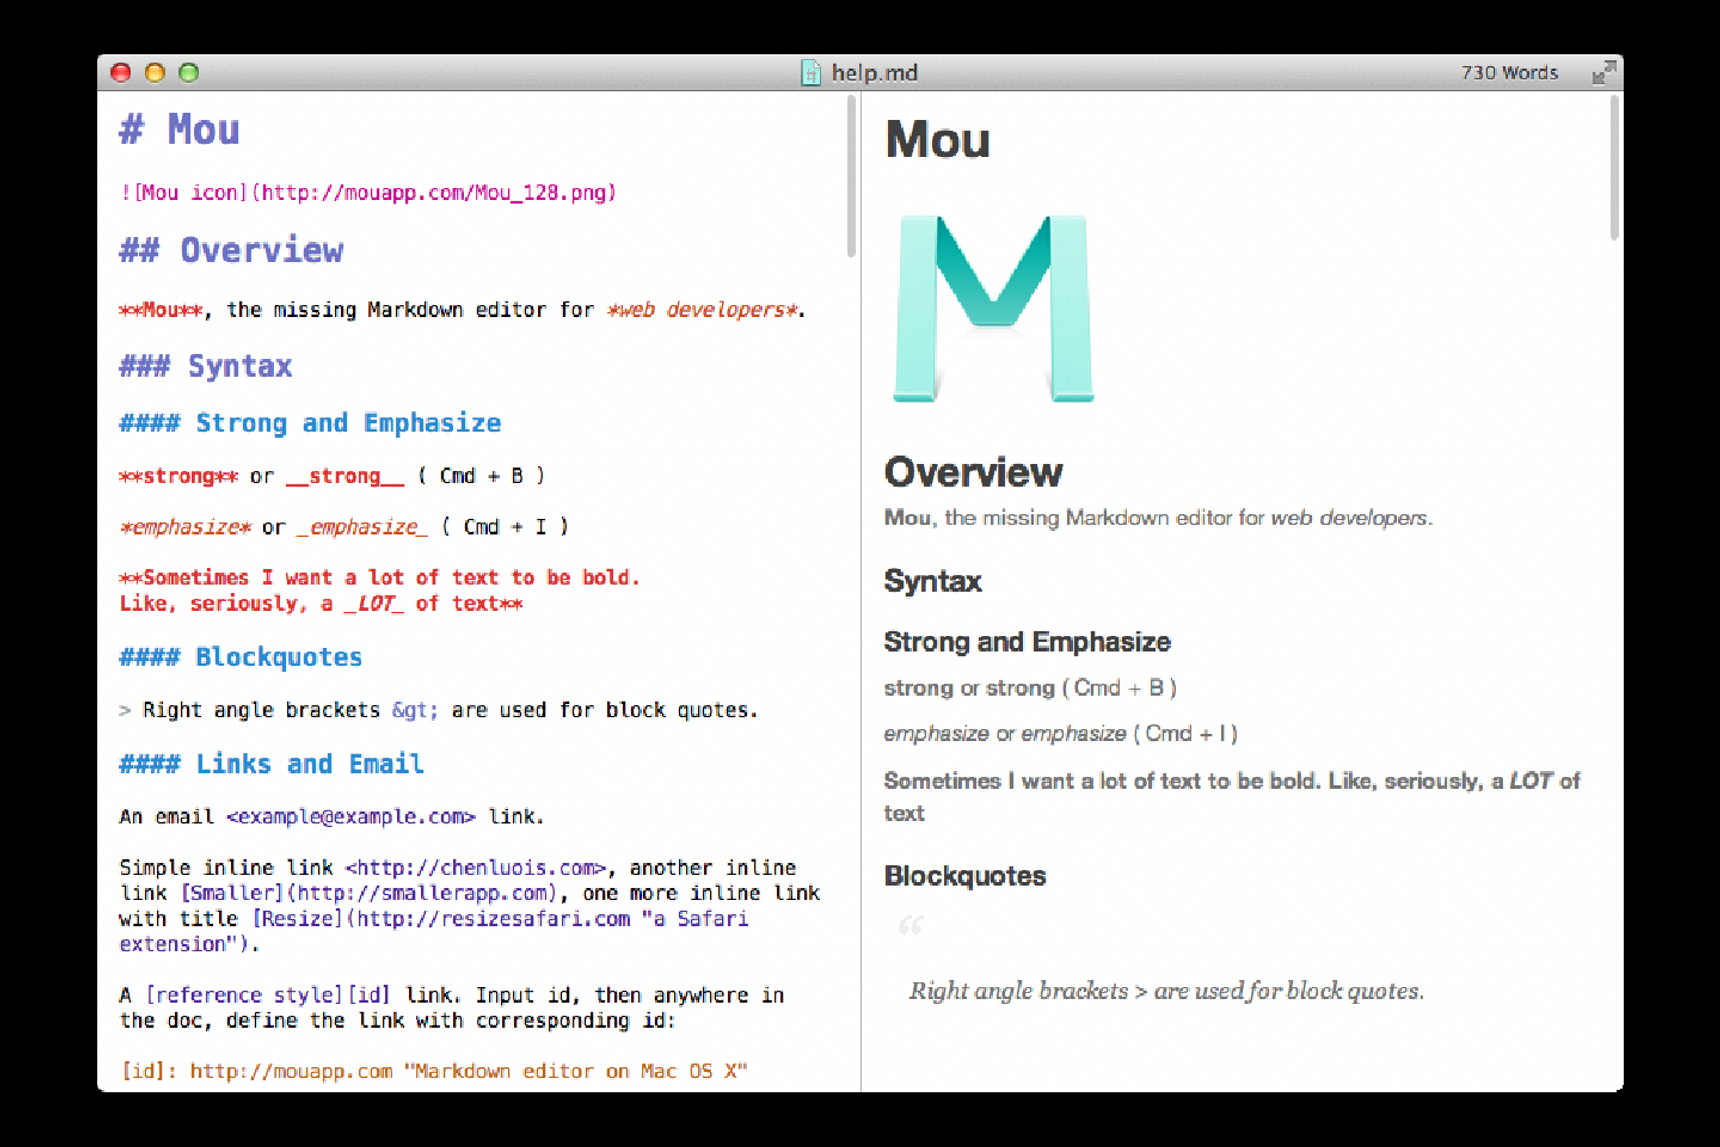 help.md
730 Words
# Mou
![Mou icon](http://mouapp.com/Mou_128.png)
## Overview
**Mou**, the missing Markdown editor for *web developers*.
### Syntax
#### Strong and Emphasize
**strong** or __strong__ ( Cmd + B )
*emphasize* or _emphasize_ ( Cmd + I )
**Sometimes I want a lot of text to be bold.
Like, seriously, a _LOT_ of text**
#### Blockquotes
> Right angle brackets &gt; are used for block quotes.
#### Links and Email
An email <example@example.com> link.
Simple inline link <http://chenluois.com>, another inline
link [Smaller](http://smallerapp.com), one more inline link
with title [Resize](http://resizesafari.com "a Safari
extension").
A [reference style][id] link. Input id, then anywhere in
the doc, define the link with corresponding id:
[id]: http://mouapp.com "Markdown editor on Mac OS X"
Mou
Overview
Mou, the missing Markdown editor for web developers.
Syntax
Strong and Emphasize
strong or strong ( Cmd + B )
emphasize or emphasize ( Cmd + I )
Sometimes I want a lot of text to be bold. Like, seriously, a LOT of
text
Blockquotes
“
Right angle brackets > are used for block quotes.